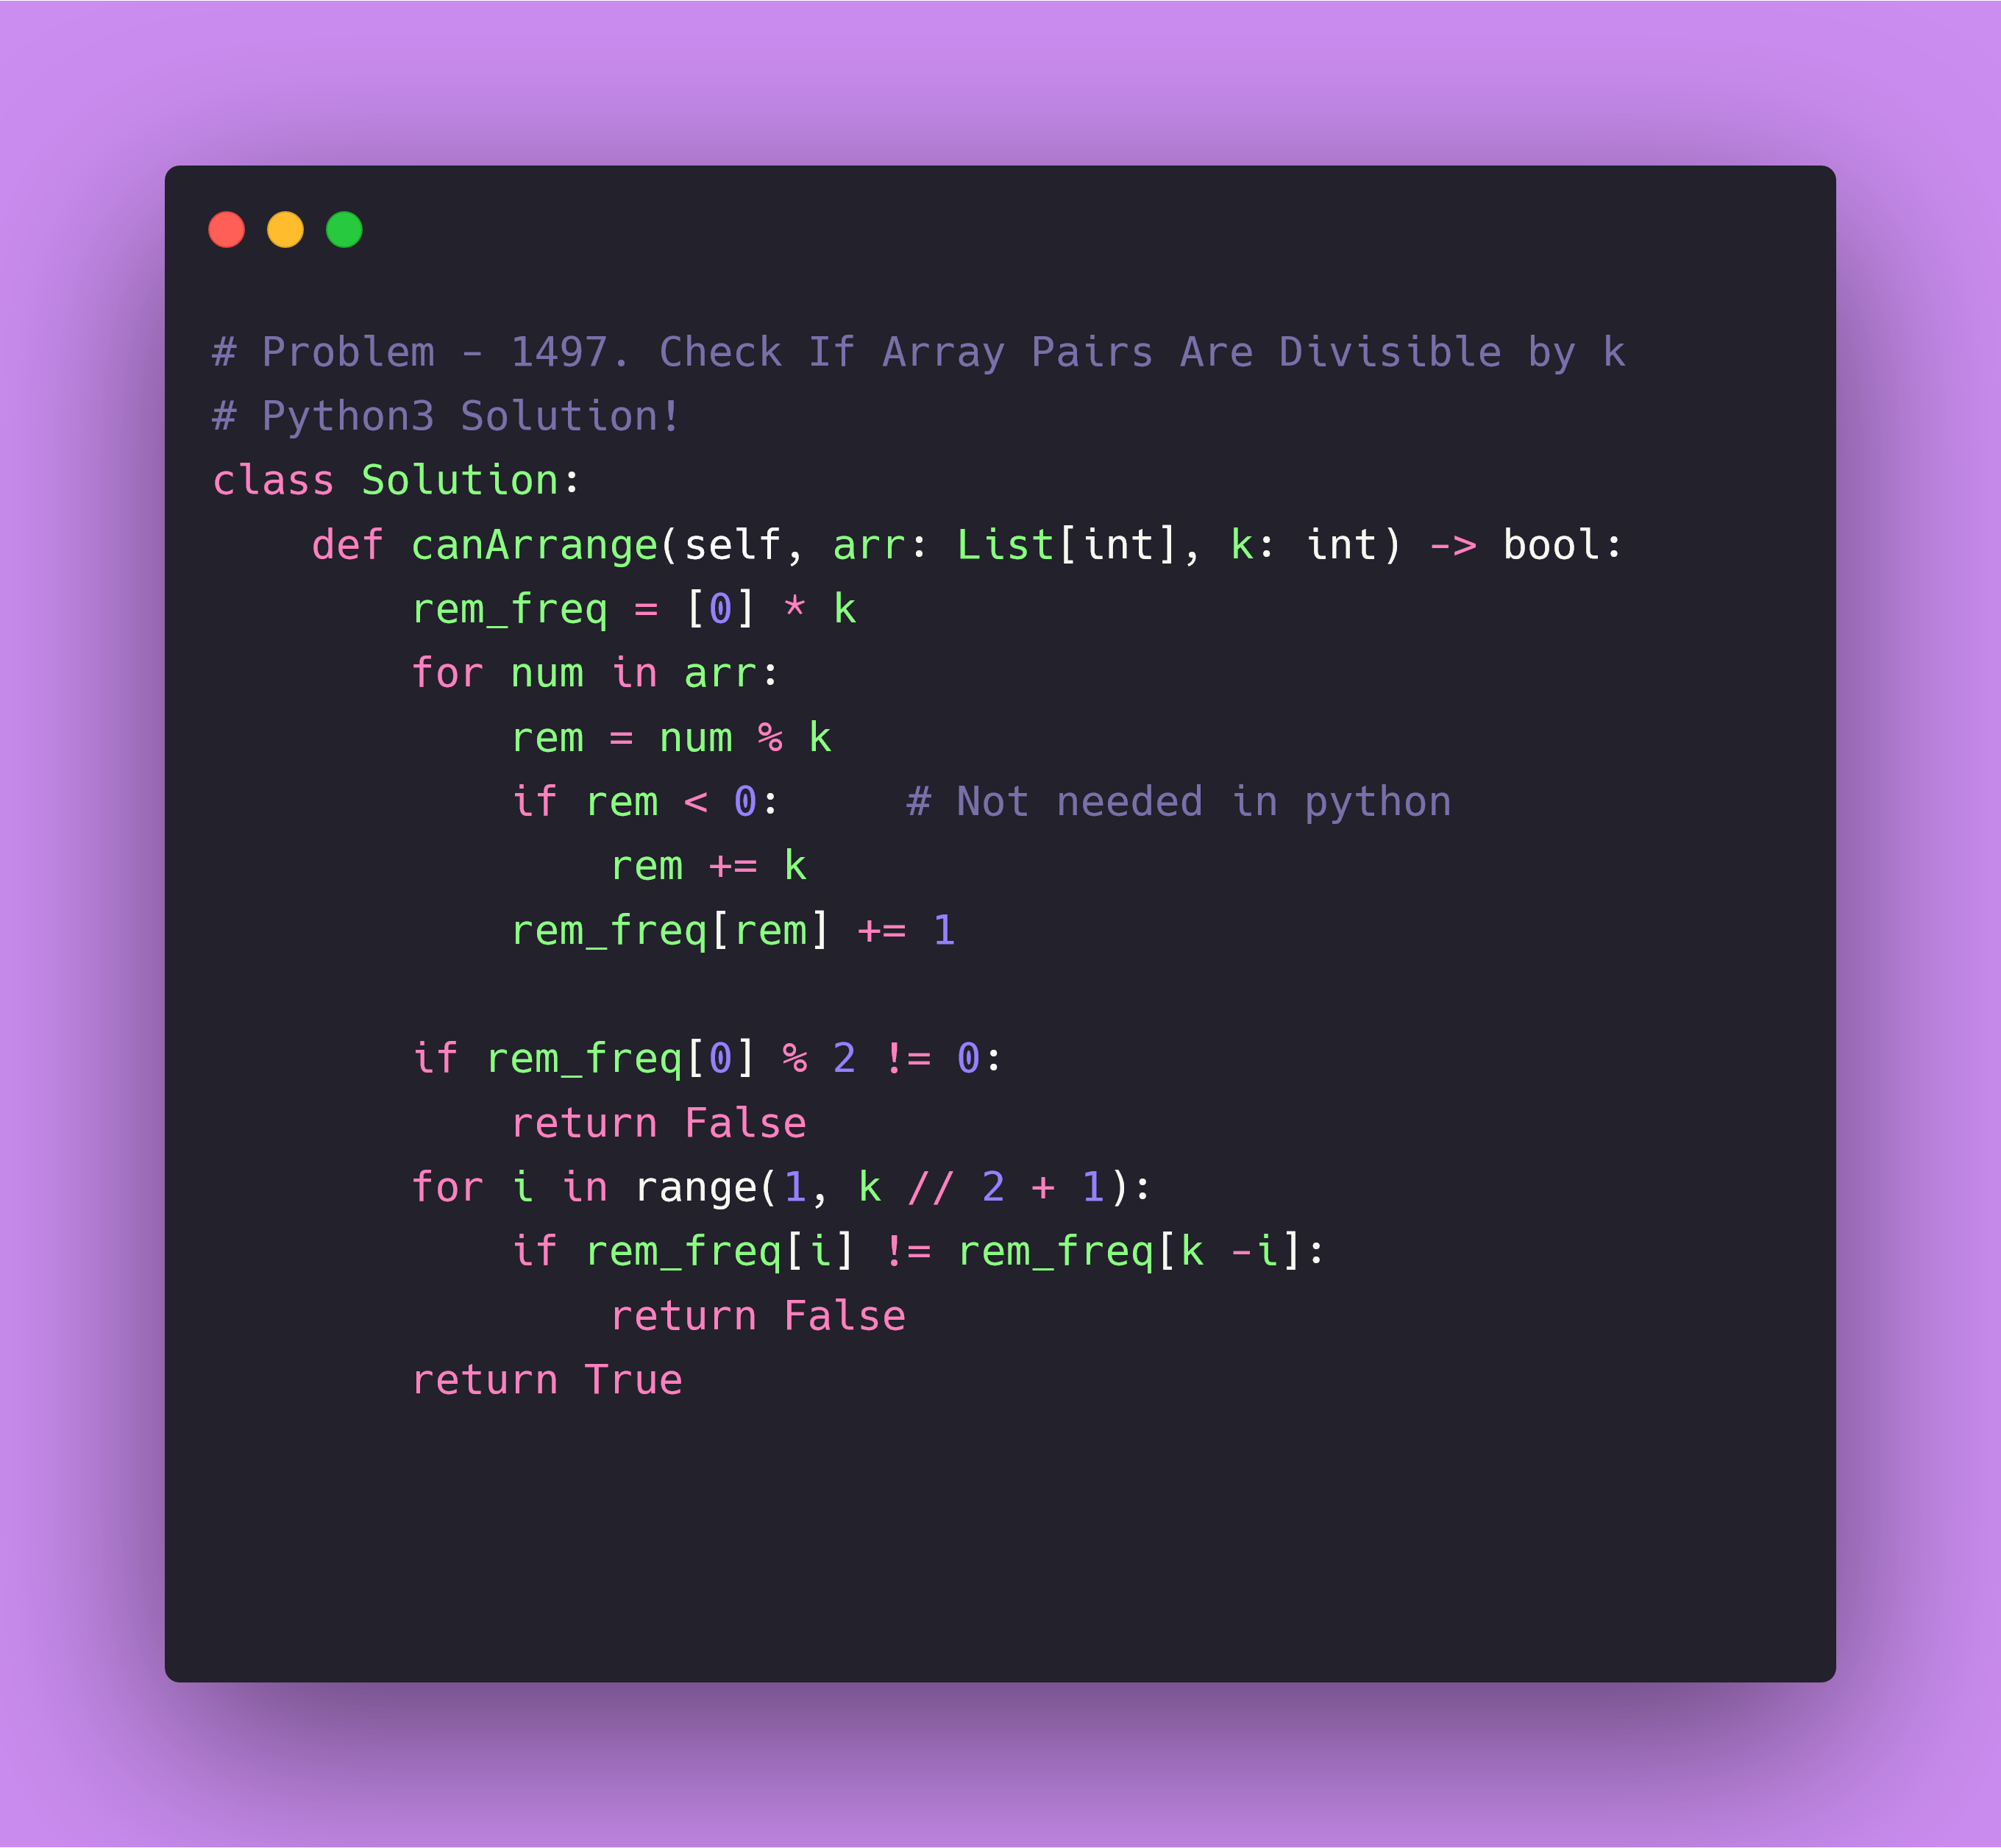 # Problem - 1497. Check If Array Pairs Are Divisible by k
# Python3 Solution!
class Solution:
    def canArrange(self, arr: List[int], k: int) -> bool:
        rem_freq = [0] * k
        for num in arr:
            rem = num % k
            if rem < 0:     # Not needed in python
                rem += k
            rem_freq[rem] += 1

        if rem_freq[0] % 2 != 0:
            return False
        for i in range(1, k // 2 + 1):
            if rem_freq[i] != rem_freq[k -i]:
                return False
        return True